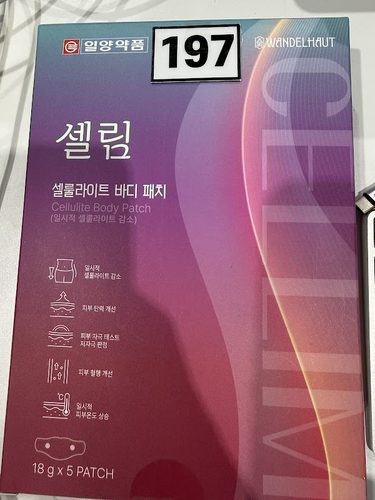 일양약품
197
WANDELHAUT
셀림
셀룰라이트 바디 패치
Cellulite Body Patch
(일시적 셀룰라이트 감소)
CELLIM
일시적
셀룰라이트 감소
피부 탄력 개선
피부 자극 테스트
저자극 판정
피부 혈행 개선
°C
일시적
피부온도 상승
18 g x 5 PATCH